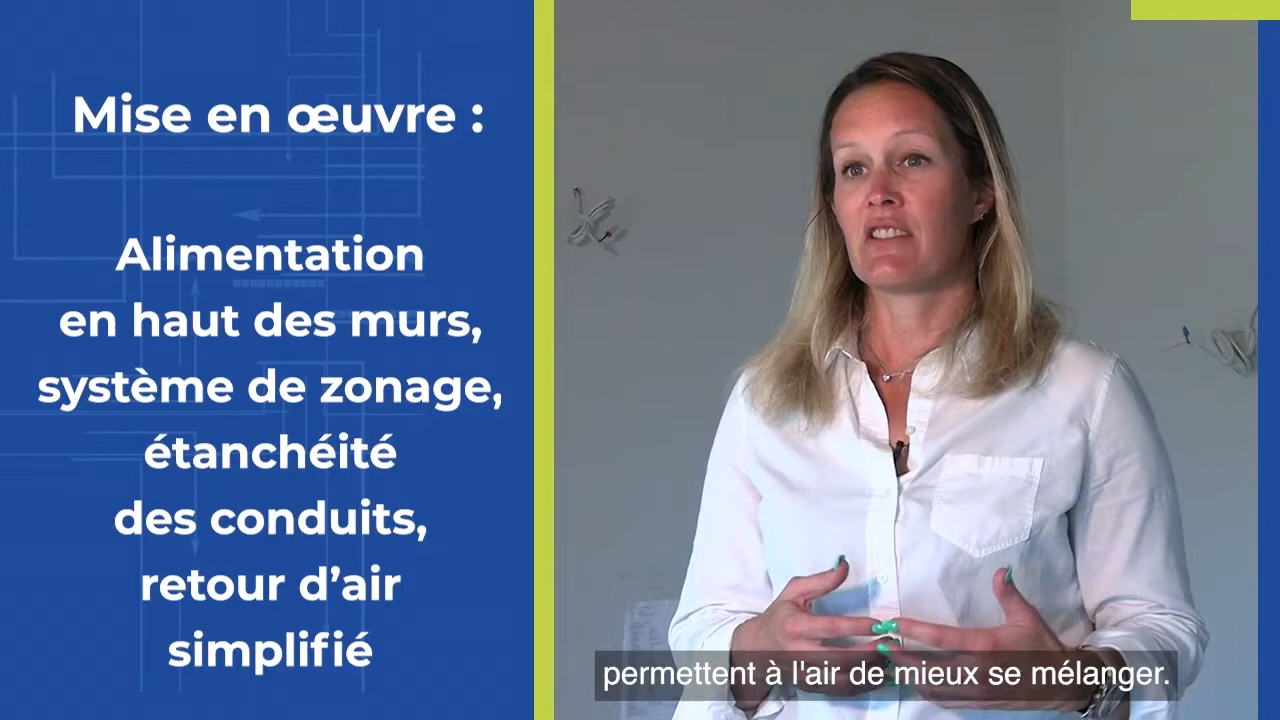 Mise en œuvre :
Alimentation
en haut des murs,
système de zonage,
étanchéité
des conduits,
retour d’air
simplifié
permettent à l'air de mieux se mélanger.